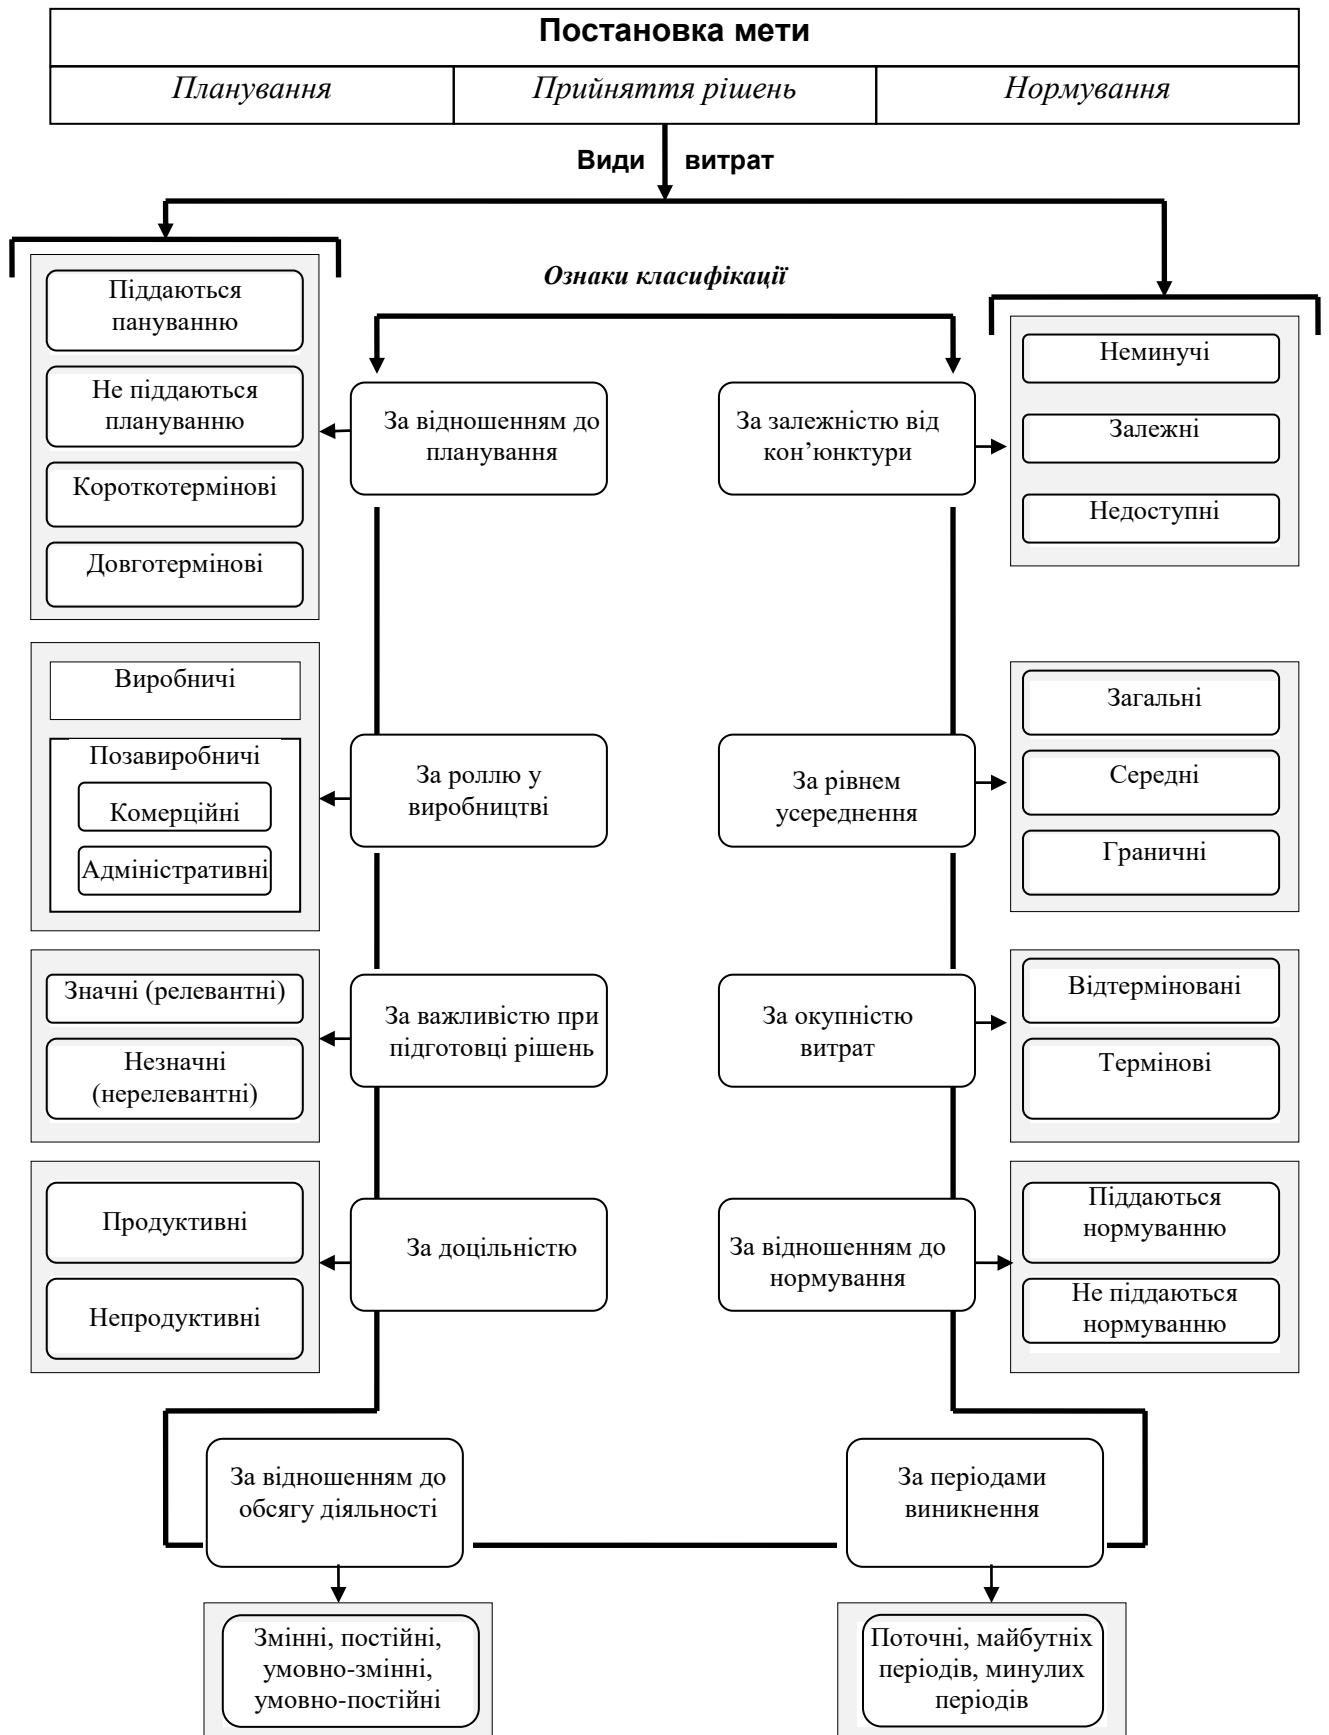 Постановка мети
Планування
Прийняття рішень
Нормування
Види витрат
Ознаки класифікації
Піддаються
пануванню
Не піддаються
плануванню
Короткотермінові
Довготермінові
За відношенням до
планування
За залежністю від
кон’юнктури
Неминучі
Залежні
Недоступні
Виробничі
Позавиробничі
Комерційні
Адміністративні
За роллю у
виробництві
За рівнем
усереднення
Загальні
Середні
Граничні
Значні (релевантні)
Незначні
(нерелевантні)
За важливістю при
підготовці рішень
За окупністю
витрат
Відтерміновані
Термінові
Продуктивні
Непродуктивні
За доцільністю
За відношенням до
нормування
Піддаються
нормуванню
Не піддаються
нормуванню
За відношенням до
обсягу діяльності
За періодами
виникнення
Змінні, постійні,
умовно-змінні,
умовно-постійні
Поточні, майбутніх
періодів, минулих
періодів